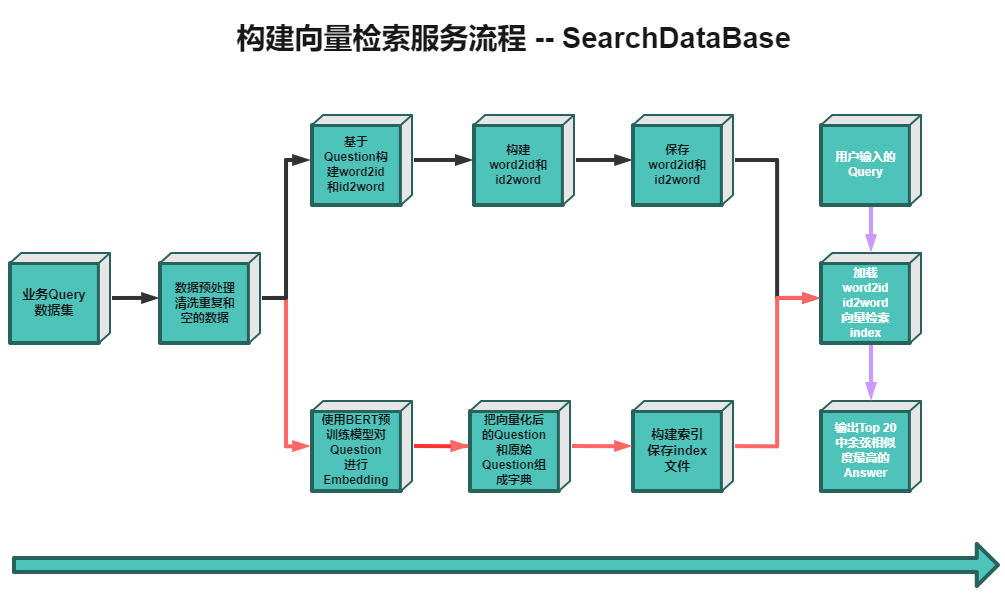 构建向量检索服务流程 -- SearchDataBase
基于
Question构
建word2id
和id2word
构建
word2id和
id2word
保存
word2id和
id2word
用户输入的
Query
业务Query
数据集
数据预处理
清洗重复和
空的数据
加载
word2id
id2word
向量检索
index
使用BERT预
训练模型对
Question
进行
Embedding
把向量化后
的Question
和原始
Question组
成字典
构建索引
保存index
文件
输出Top 20
中余弦相似
度最高的
Answer